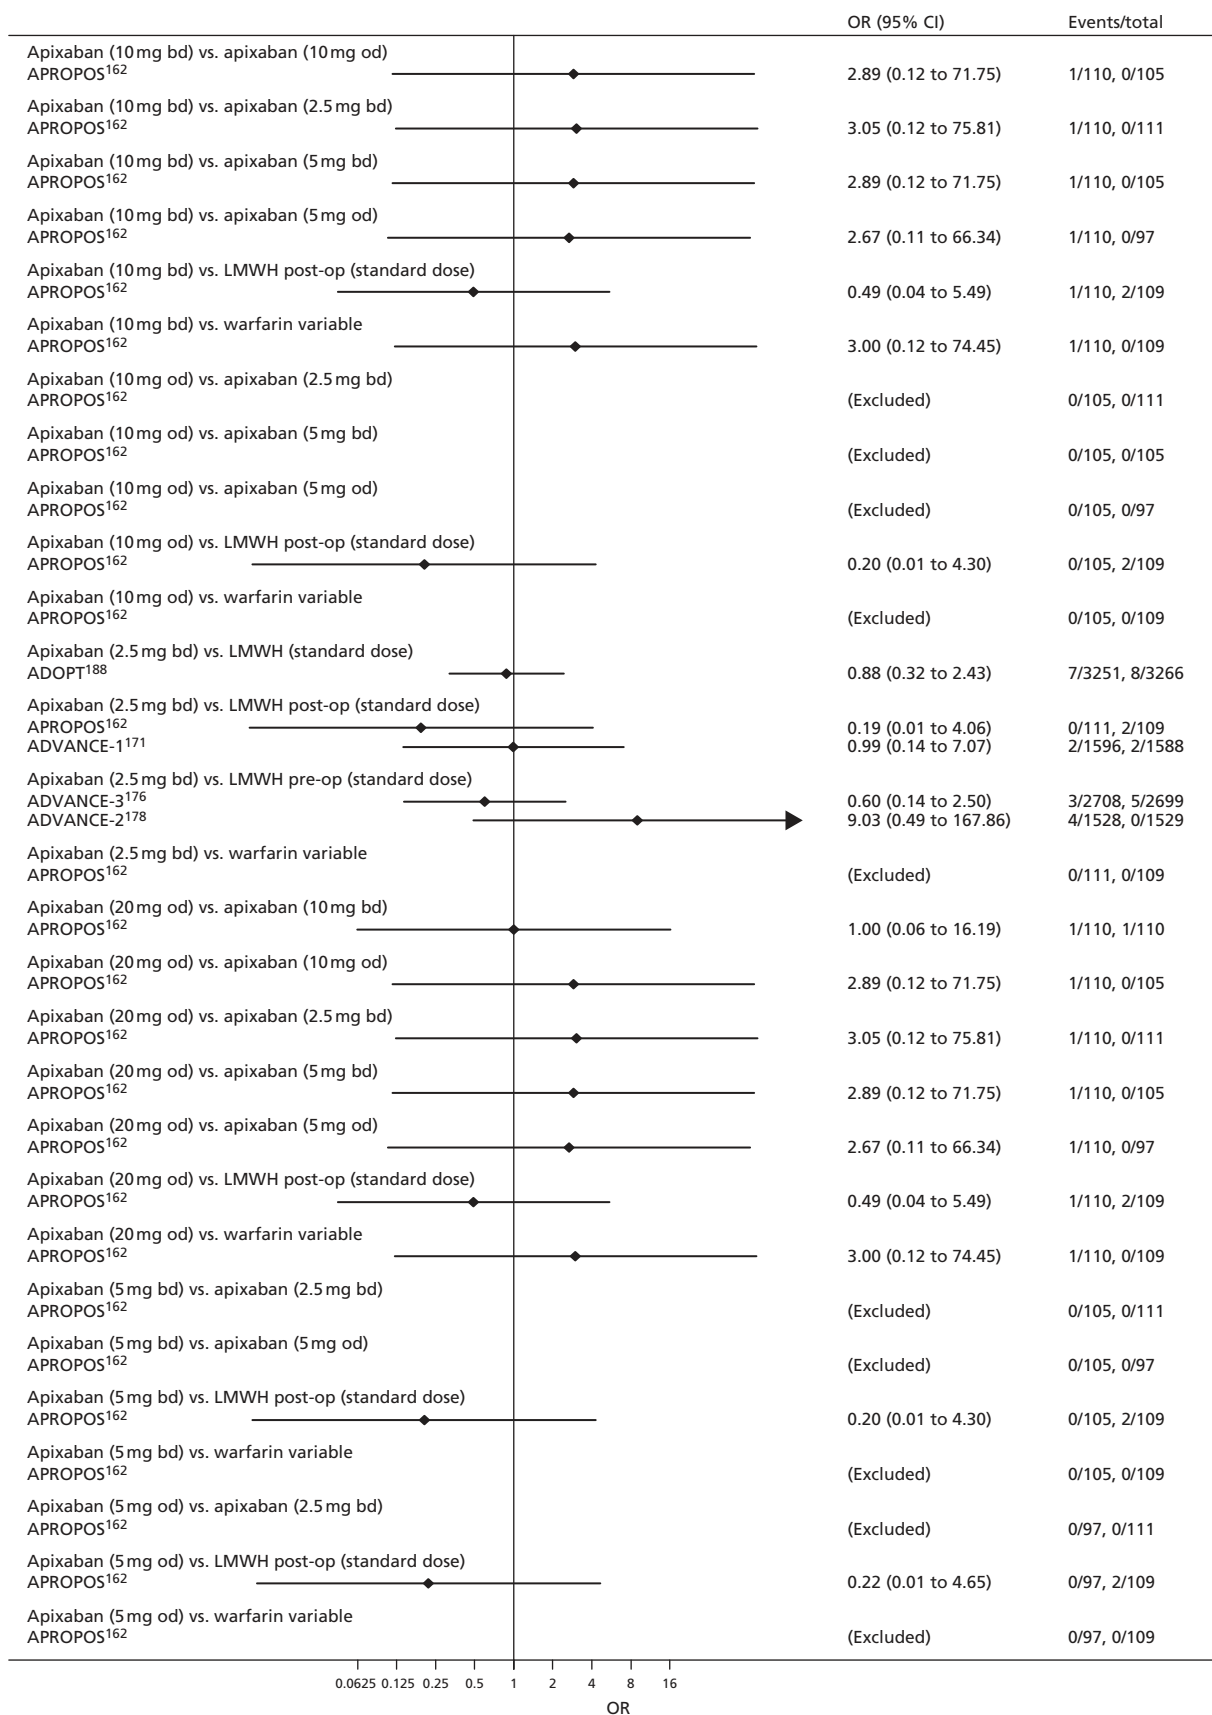 OR (95% CI) Events/total
Apixaban (10 mg bd) vs. apixaban (10 mg od)
APROPOS162 2.89 (0.12 to 71.75) 1/110, 0/105
Apixaban (10 mg bd) vs. apixaban (2.5 mg bd)
APROPOS162 3.05 (0.12 to 75.81) 1/110, 0/111
Apixaban (10 mg bd) vs. apixaban (5 mg bd)
APROPOS162 2.89 (0.12 to 71.75) 1/110, 0/105
Apixaban (10 mg bd) vs. apixaban (5 mg od)
APROPOS162 2.67 (0.11 to 66.34) 1/110, 0/97
Apixaban (10 mg bd) vs. LMWH post-op (standard dose)
APROPOS162 0.49 (0.04 to 5.49) 1/110, 2/109
Apixaban (10 mg bd) vs. warfarin variable
APROPOS162 3.00 (0.12 to 74.45) 1/110, 0/109
Apixaban (10 mg od) vs. apixaban (2.5 mg bd)
APROPOS162 (Excluded) 0/105, 0/111
Apixaban (10 mg od) vs. apixaban (5 mg bd)
APROPOS162 (Excluded) 0/105, 0/105
Apixaban (10 mg od) vs. apixaban (5 mg od)
APROPOS162 (Excluded) 0/105, 0/97
Apixaban (10 mg od) vs. LMWH post-op (standard dose)
APROPOS162 0.20 (0.01 to 4.30) 0/105, 2/109
Apixaban (10 mg od) vs. warfarin variable
APROPOS162 (Excluded) 0/105, 0/109
Apixaban (2.5 mg bd) vs. LMWH (standard dose)
ADOPT188 0.88 (0.32 to 2.43) 7/3251, 8/3266
Apixaban (2.5 mg bd) vs. LMWH post-op (standard dose)
APROPOS162 0.19 (0.01 to 4.06) 0/111, 2/109
ADVANCE-1171 0.99 (0.14 to 7.07) 2/1596, 2/1588
Apixaban (2.5 mg bd) vs. LMWH pre-op (standard dose)
ADVANCE-3176 0.60 (0.14 to 2.50) 3/2708, 5/2699
ADVANCE-2178 9.03 (0.49 to 167.86) 4/1528, 0/1529
Apixaban (2.5 mg bd) vs. warfarin variable
APROPOS162 (Excluded) 0/111, 0/109
Apixaban (20 mg od) vs. apixaban (10 mg bd)
APROPOS162 1.00 (0.06 to 16.19) 1/110, 1/110
Apixaban (20 mg od) vs. apixaban (10 mg od)
APROPOS162 2.89 (0.12 to 71.75) 1/110, 0/105
Apixaban (20 mg od) vs. apixaban (2.5 mg bd)
APROPOS162 3.05 (0.12 to 75.81) 1/110, 0/111
Apixaban (20 mg od) vs. apixaban (5 mg bd)
APROPOS162 2.89 (0.12 to 71.75) 1/110, 0/105
Apixaban (20 mg od) vs. apixaban (5 mg od)
APROPOS162 2.67 (0.11 to 66.34) 1/110, 0/97
Apixaban (20 mg od) vs. LMWH post-op (standard dose)
APROPOS162 0.49 (0.04 to 5.49) 1/110, 2/109
Apixaban (20 mg od) vs. warfarin variable
APROPOS162 3.00 (0.12 to 74.45) 1/110, 0/109
Apixaban (5 mg bd) vs. apixaban (2.5 mg bd)
APROPOS162 (Excluded) 0/105, 0/111
Apixaban (5 mg bd) vs. apixaban (5 mg od)
APROPOS162 (Excluded) 0/105, 0/97
Apixaban (5 mg bd) vs. LMWH post-op (standard dose)
APROPOS162 0.20 (0.01 to 4.30) 0/105, 2/109
Apixaban (5 mg bd) vs. warfarin variable
APROPOS162 (Excluded) 0/105, 0/109
Apixaban (5 mg od) vs. apixaban (2.5 mg bd)
APROPOS162 (Excluded) 0/97, 0/111
Apixaban (5 mg od) vs. LMWH post-op (standard dose)
APROPOS162 0.22 (0.01 to 4.65) 0/97, 2/109
Apixaban (5 mg od) vs. warfarin variable
APROPOS162 (Excluded) 0/97, 0/109
0.0625 0.125 0.25 0.5 1 2 4 8 16
OR